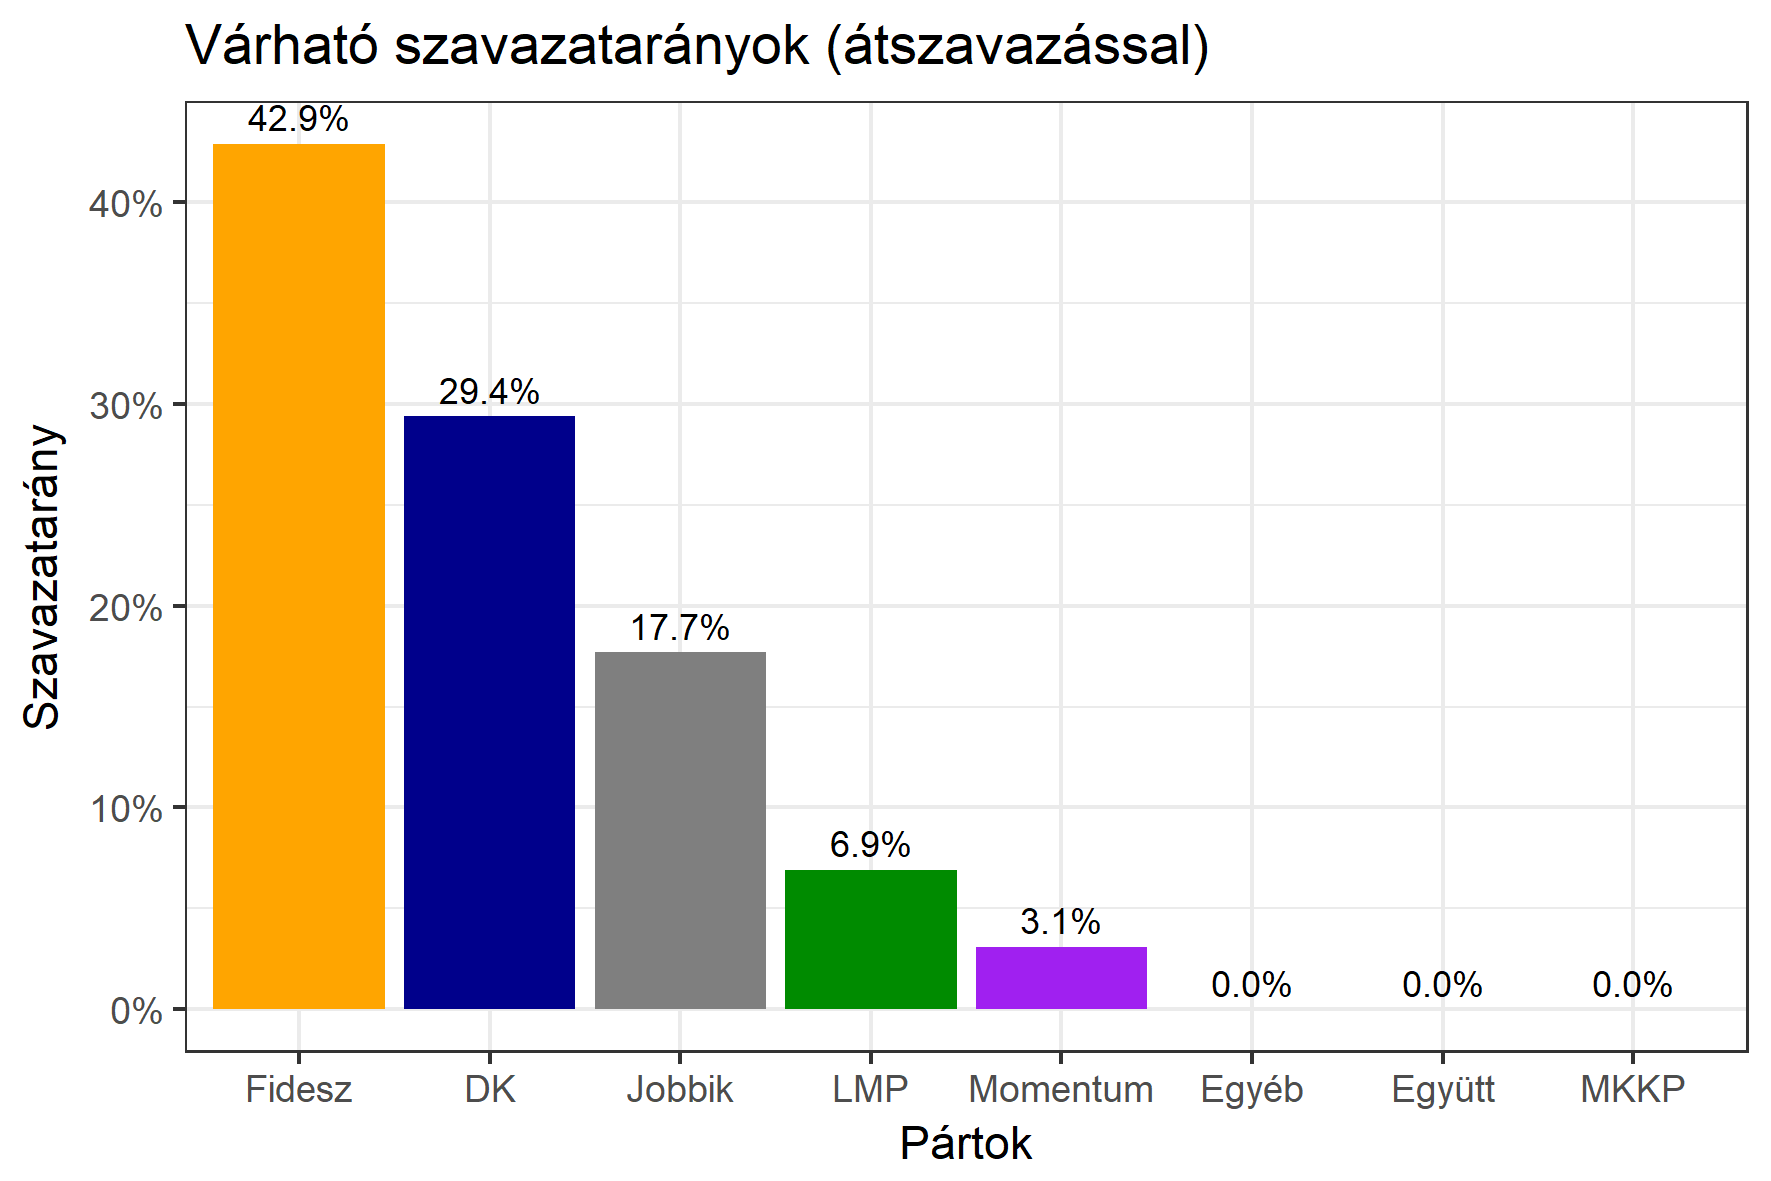 Várható szavazatarányok (átszavazással)
42.9%
29.4%
17.7%
6.9%
3.1%
0.0%
0.0%
0.0%
40%
30%
20%
10%
0%
Szavazatarány
Fidesz
DK
Jobbik
LMP
Momentum
Egyéb
Együtt
MKKP
Pártok